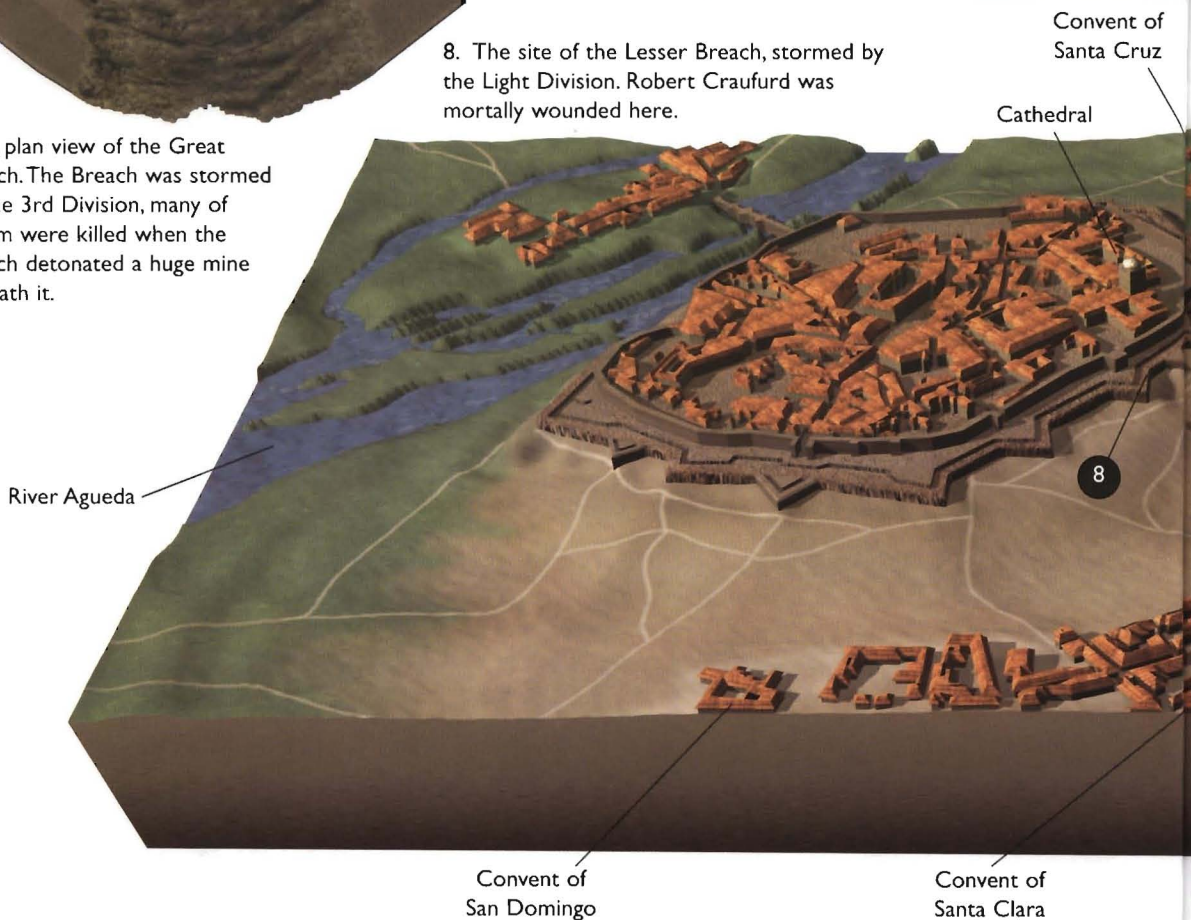 8. The site of the Lesser Breach, stormed by
the Light Division. Robert Craufurd was
mortally wounded here.
plan view of the Great
ch. The Breach was stormed
e 3rd Division, many of
m were killed when the
ch detonated a huge mine
ath it.
Convent of
Santa Cruz
Cathedral
River Agueda
8
Convent of
San Domingo
Convent of
Santa Clara